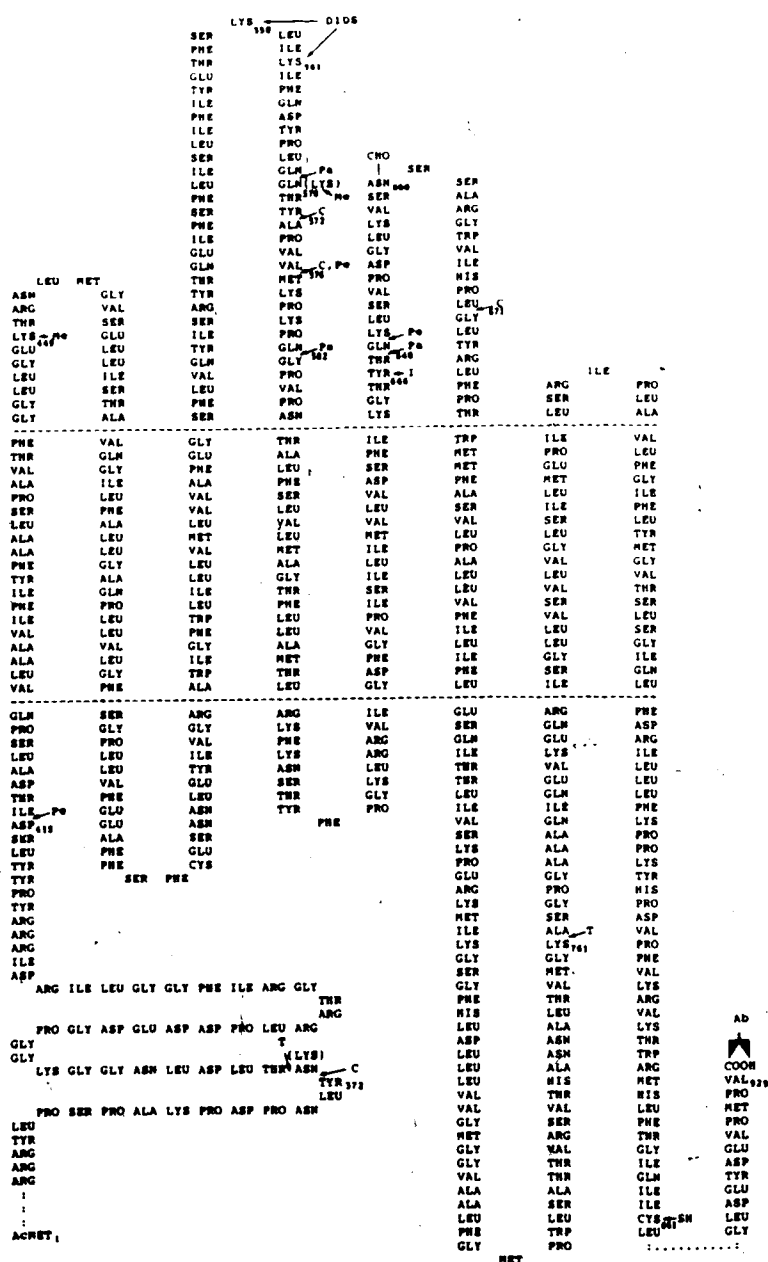 LYS DIDS
SER LEU
PHE ILE
THR LYS 561
GLU ILE
TYR PHE
ILE GLN
PHE ASP
ILE TYR
LEU PRO
SER LEU CHO
ILE GLN Pa SER
LEU GLN(LYS) ASN SER
PHE THR 570 Me SER ALA
SER TYR C VAL ARG
PHE ALA 572 LYS GLY
ILE PRO LEU TRP
GLU VAL GLY VAL
GLN VAL C,Pe ASP ILE
LEU MET THR MET 576 PRO HIS
ASN GLY TYR LYS VAL PRO
ARG VAL ARG PRO SER LEU C
THR SER SER LYS LEU GLY 671
LYS Me GLU ILE PRO LYS Pe LEU
GLU 449 LEU TYR GLN Pa GLN Pa TYR
GLY LEU GLN GLY 582 THR ARG
LEU ILE VAL PRO TYR I LEU ILE
LEU SER LEU VAL THR PHE ARG PRO
GLY THR PHE PRO GLY PRO SER LEU
GLY ALA SER ASN LYS THR LEU ALA
PHE VAL GLY THR ILE TRP ILE VAL
THR GLN GLU ALA PHE MET PRO LEU
VAL GLY PHE LEU SER MET GLU PHE
ALA ILE ALA PHE ASP PHE MET GLY
PRO LEU VAL SER VAL ALA LEU ILE
SER PHE VAL LEU LEU SER ILE PHE
LEU ALA LEU VAL VAL VAL SER LEU
ALA LEU MET LEU MET LEU LEU TYR
ALA LEU VAL MET ILE PRO GLY MET
PHE GLY LEU ALA LEU ALA VAL GLY
TYR ALA LEU GLY ILE LEU LEU VAL
ILE GLN ILE THR SER LEU VAL THR
PHE PRO LEU PHE ILE VAL SER SER
ILE LEU TRP LEU PRO PHE VAL LEU
VAL LEU PHE LEU VAL ILE LEU SER
ALA VAL GLY ALA GLY LEU LEU GLY
ALA LEU ILE MET PHE ILE GLY ILE
LEU GLY TRP THR ASP PHE SER GLN
VAL PHE ALA LEU GLY LEU ILE LEU
GLN SER ARG ARG ILE GLU ARG PHE
PRO GLY GLY LYS VAL SER GLN ASP
SER PRO VAL PHE ARG GLN GLU ARG
LEU LEU ILE LYS ARG ILE LYS ILE
ALA LEU TYR ASN LEU THR VAL LEU
ASP VAL GLU SER LYS THR GLU LEU
THR PHE LEU THR GLY LEU GLN LEU
ILE Pe GLU ASN TYR PRO ILE ILE PHE
ASP GLU ASN PHE VAL GLN LYS
SER ALA SER SER ALA PRO
LEU PHE GLU LYS ALA PRO
TYR PHE CYS PRO ALA LYS
TYR SER PHE GLU GLY TYR
PRO ARG PRO HIS
TYR LYS GLY PRO
ARG MET SER ASP
ARG ILE ALA T VAL
ARG LYS LYS 761 PRO
ILE GLY GLY PHE
ASP SER MET VAL
ARG ILE LEU GLY GLY PHE ILE ARG GLY GLY VAL LYS
THR PHE THR ARG
ARG HIS LEU VAL Ab
PRO GLY ASP GLU ASP ASP PRO LEU ARG LEU ALA LYS
GLY T ASP ASN THR
GLY (LYS) LEU ASN TRP
LYS GLY GLY ASN LEU ASP LEU THR ASN C LEU ALA ARG COOH
TYR 372 LEU HIS MET VAL 929
LEU VAL THR HIS PRO
PRO SER PRO ALA LYS PRO ASP PRO ASN VAL VAL LEU MET
LEU GLY SER PHE PRO
TYR MET ARG THR VAL
ARG GLY VAL GLY GLU
ARG GLY THR ILE ASP
ARG VAL THR GLN TYR
: ALA ALA ILE GLU
: ALA SER ILE ASP
: LEU LEU CYS SH LEU
ACMET 1 PHE TRP LEU GLY
GLY PRO
MET